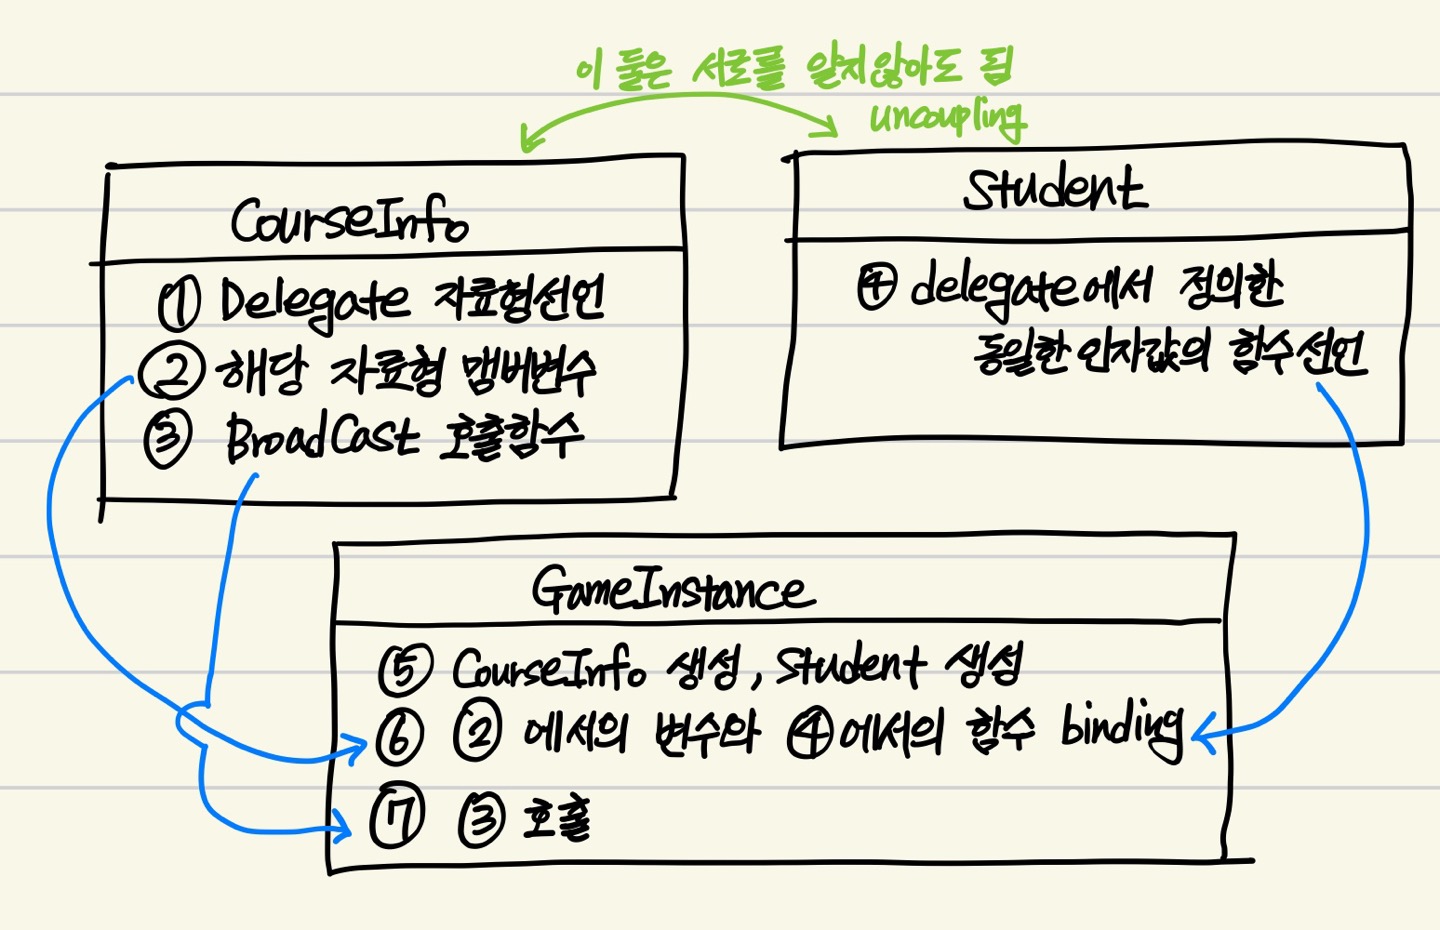 이 둘은 서로를 알지않아도 됨
uncoupling
CourseInfo
① Delegate 자료형선언
② 해당 자료형 맴버변수
③ BroadCast 호출함수
Student
④ delegate에서 정의한
동일한 인자값의 함수선언
GameInstance
⑤ CourseInfo 생성, Student 생성
⑥ ② 에서의 변수와 ④에서의 함수 binding
⑦ ③ 호출